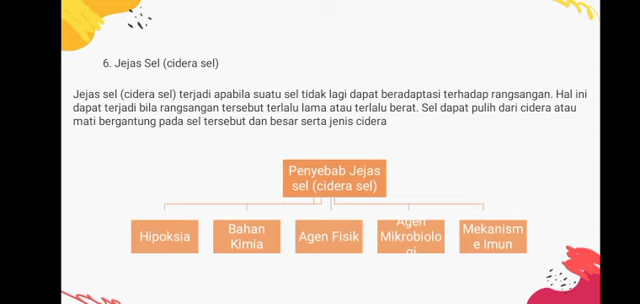 6. Jejas Sel (cidera sel)
Jejas sel (cidera sel) terjadi apabila suatu sel tidak lagi dapat beradaptasi terhadap rangsangan. Hal ini
dapat terjadi bila rangsangan tersebut terlalu lama atau terlalu berat. Sel dapat pulih dari cidera atau
mati bergantung pada sel tersebut dan besar serta jenis cidera
Penyebab Jejas
sel (cidera sel)
Hipoksia
Bahan
Kimia
Agen Fisik
Agen
Mikrobiolo
gi
Mekanism
e Imun